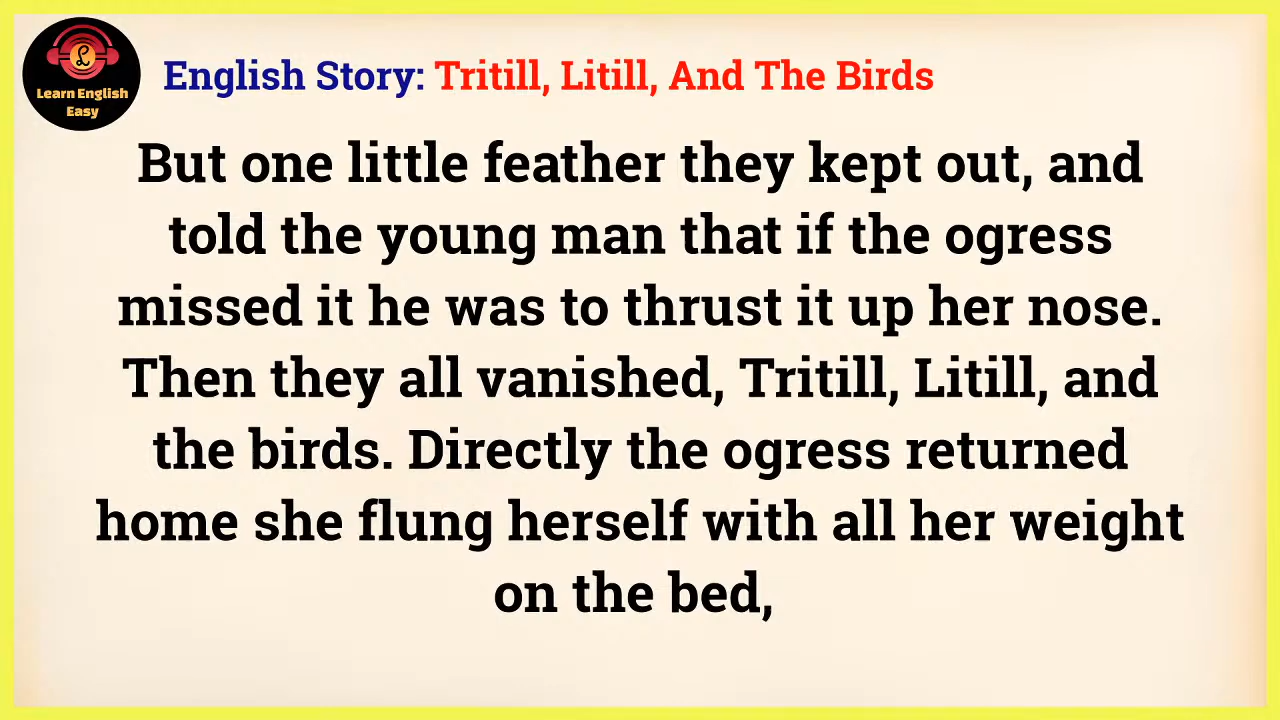 L
Learn English
Easy
English Story: Tritill, Litill, And The Birds
But one little feather they kept out, and
told the young man that if the ogress
missed it he was to thrust it up her nose.
Then they all vanished, Tritill, Litill, and
the birds. Directly the ogress returned
home she flung herself with all her weight
on the bed,